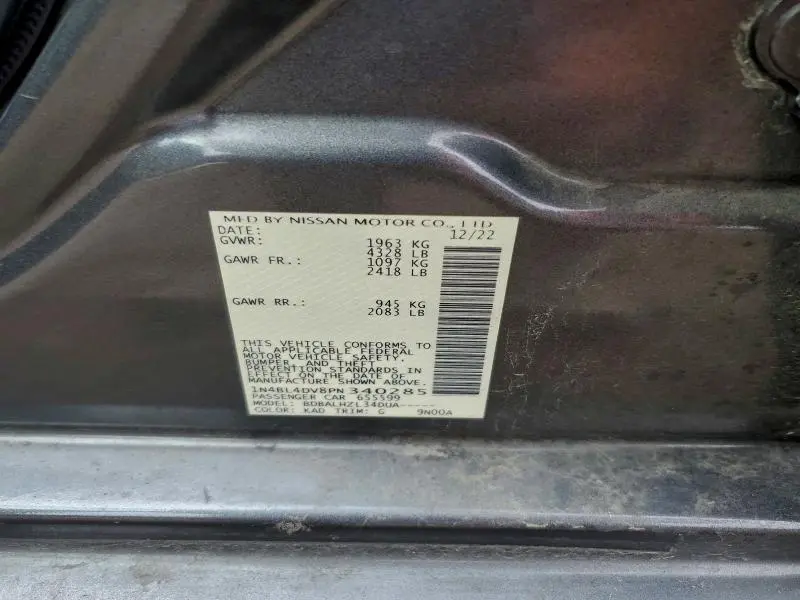 MFD BY NISSAN MOTOR CO., LTD
DATE: 12/22
GVWR: 1963 KG
4328 LB
GAWR FR.: 1097 KG
2418 LB
GAWR RR.: 945 KG
2083 LB
THIS VEHICLE CONFORMS TO
ALL APPLICABLE FEDERAL
MOTOR VEHICLE SAFETY,
BUMPER, AND THEFT
PREVENTION STANDARDS IN
EFFECT ON THE DATE OF
MANUFACTURE SHOWN ABOVE.
1N4BL4DV8PN340285
PASSENGER CAR 655599
MODEL: BDBALHZL34DUA-----
COLOR: KAD TRIM: G 9N00A